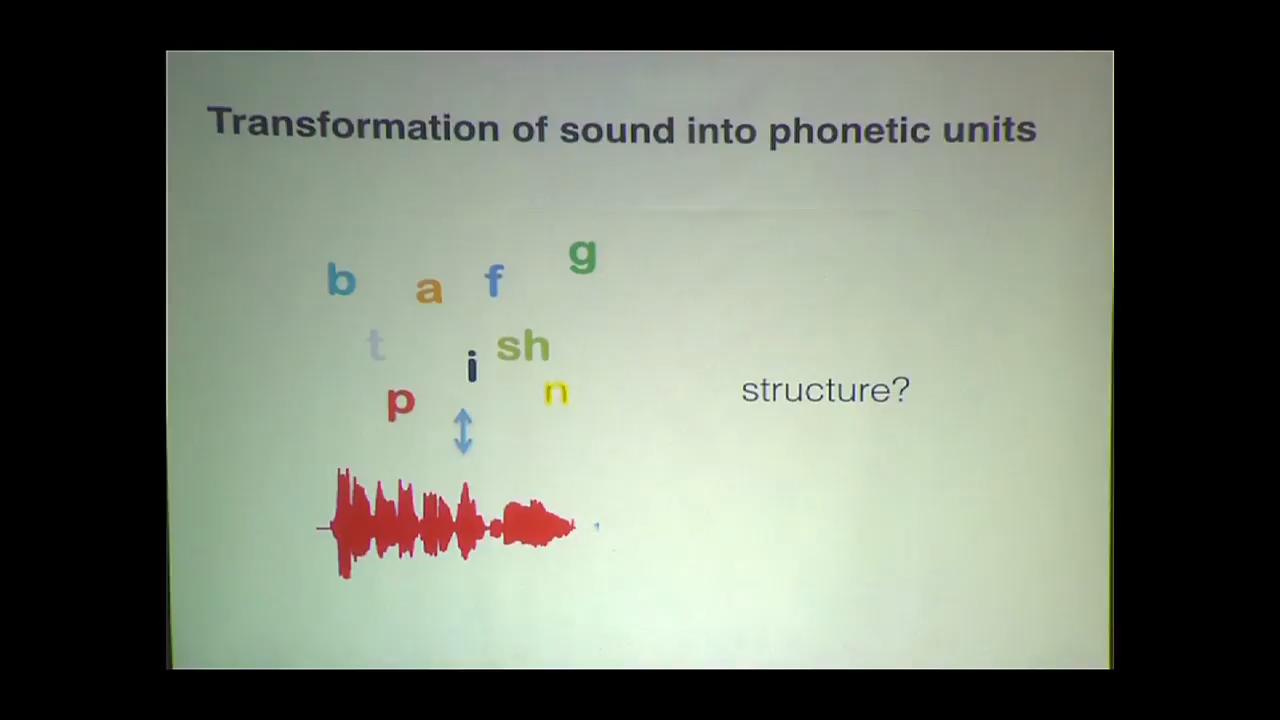 Transformation of sound into phonetic units
b a f g
t i sh
p n
structure?